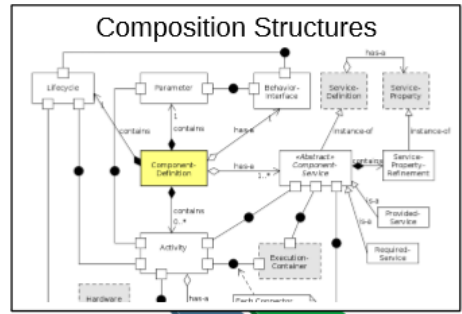 Composition Structures
has-a
Lifecycle
Parameter
Behavior-
Interface
Service-
Definition
Service-
Property
1
1
contains
contains
has-a
instance-of
instance-of
Component-
Definition
has-a
1..*
«Abstract»
Component-
Service
contains
Service-
Property-
Refinement
contains
0..*
is-a
is-a
Provided-
Service
Required-
Service
Activity
Execution-
Container
Hardware
has-a
Each Connector